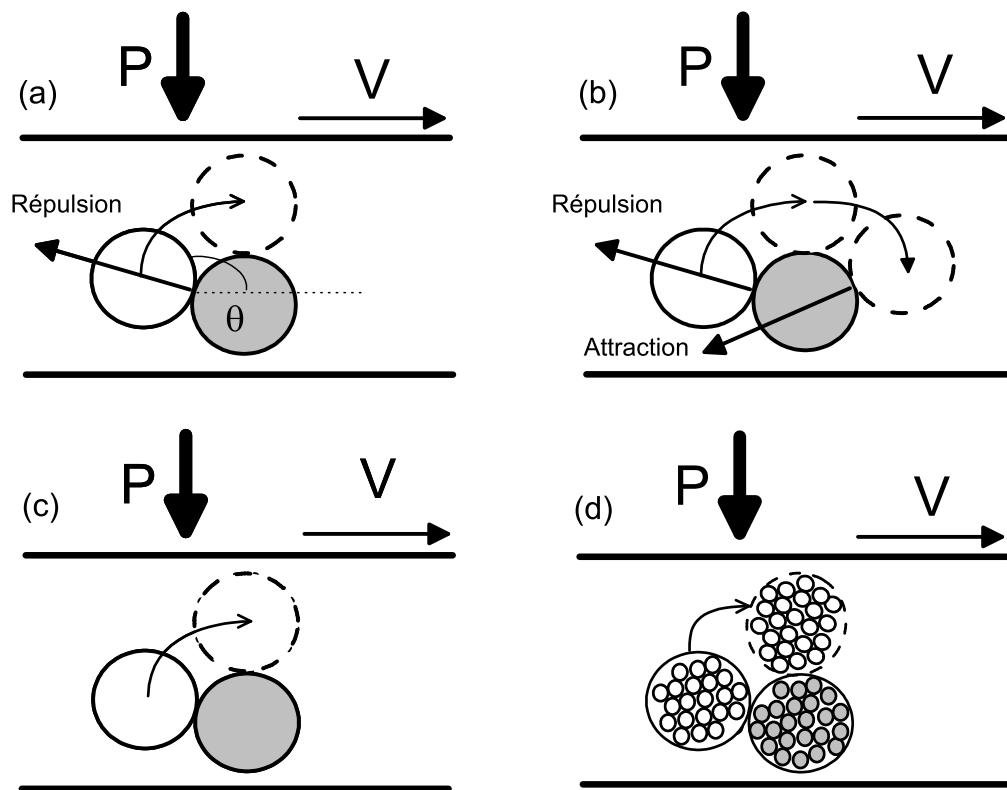 (a)
P
V
Répulsion
θ
(b)
P
V
Répulsion
Attraction
(c)
P
V
(d)
P
V